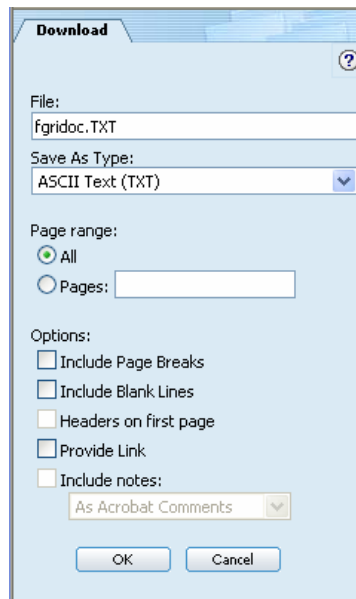 Download
?
File:
fgridoc.TXT
Save As Type:
ASCII Text (TXT)
Page range:
All
Pages:
Options:
Include Page Breaks
Include Blank Lines
Headers on first page
Provide Link
Include notes:
As Acrobat Comments
OK Cancel